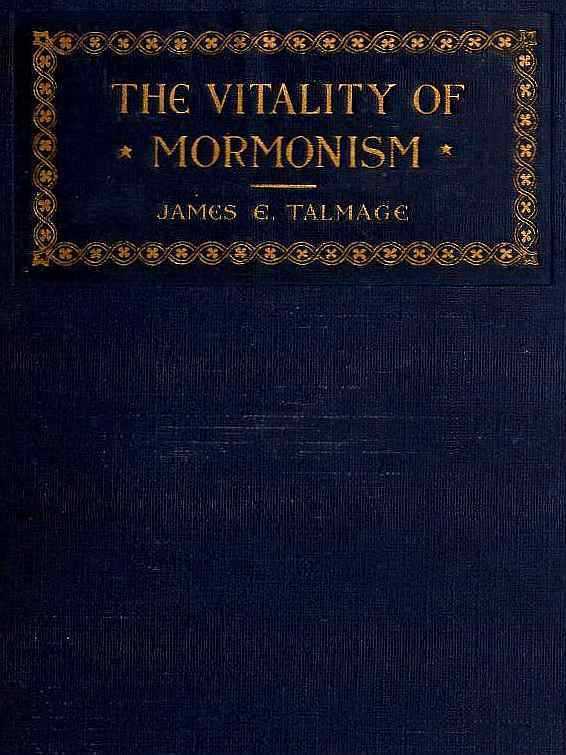 THE VITALITY OF
* MORMONISM *
JAMES E. TALMAGE